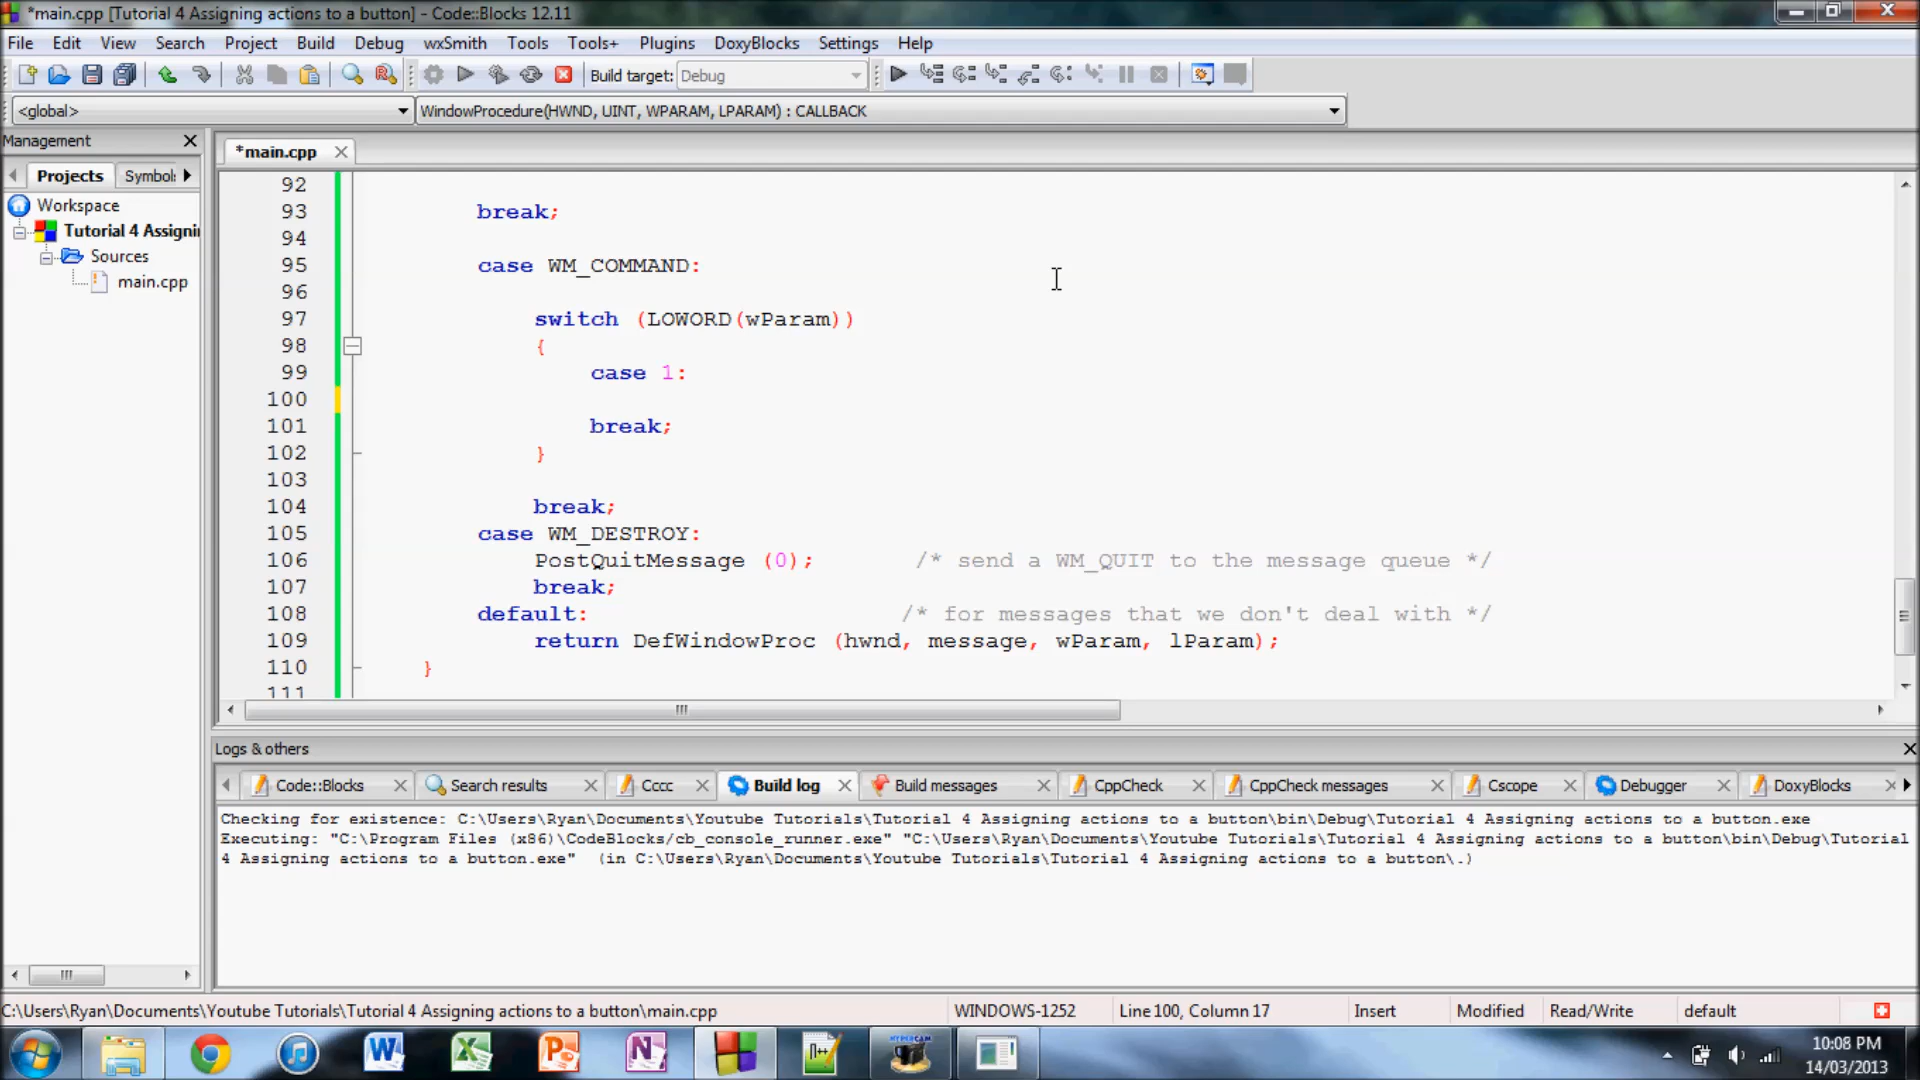 *main.cpp [Tutorial 4 Assigning actions to a button] - Code::Blocks 12.11
File Edit View Search Project Build Debug wxSmith Tools Tools+ Plugins DoxyBlocks Settings Help
Build target: Debug
<global> WindowProcedure(HWND, UINT, WPARAM, LPARAM) : CALLBACK
Management
*main.cpp
Projects Symbols
Workspace
Tutorial 4 Assigni
Sources
main.cpp
92
93 break;
94
95 case WM_COMMAND:
96
97 switch (LOWORD(wParam))
98 {
99 case 1:
100
101 break;
102 }
103
104 break;
105 case WM_DESTROY:
106 PostQuitMessage (0); /* send a WM_QUIT to the message queue */
107 break;
108 default: /* for messages that we don't deal with */
109 return DefWindowProc (hwnd, message, wParam, lParam);
110 }
111
Logs & others
Code::Blocks Search results Cccc Build log Build messages CppCheck CppCheck messages Cscope Debugger DoxyBlocks
Checking for existence: C:\Users\Ryan\Documents\Youtube Tutorials\Tutorial 4 Assigning actions to a button\bin\Debug\Tutorial 4 Assigning actions to a button.exe
Executing: "C:\Program Files (x86)\CodeBlocks/cb_console_runner.exe" "C:\Users\Ryan\Documents\Youtube Tutorials\Tutorial 4 Assigning actions to a button\bin\Debug\Tutorial
4 Assigning actions to a button.exe" (in C:\Users\Ryan\Documents\Youtube Tutorials\Tutorial 4 Assigning actions to a button\.)
C:\Users\Ryan\Documents\Youtube Tutorials\Tutorial 4 Assigning actions to a button\main.cpp WINDOWS-1252 Line 100, Column 17 Insert Modified Read/Write default
HYPERCAM
10:08 PM
14/03/2013